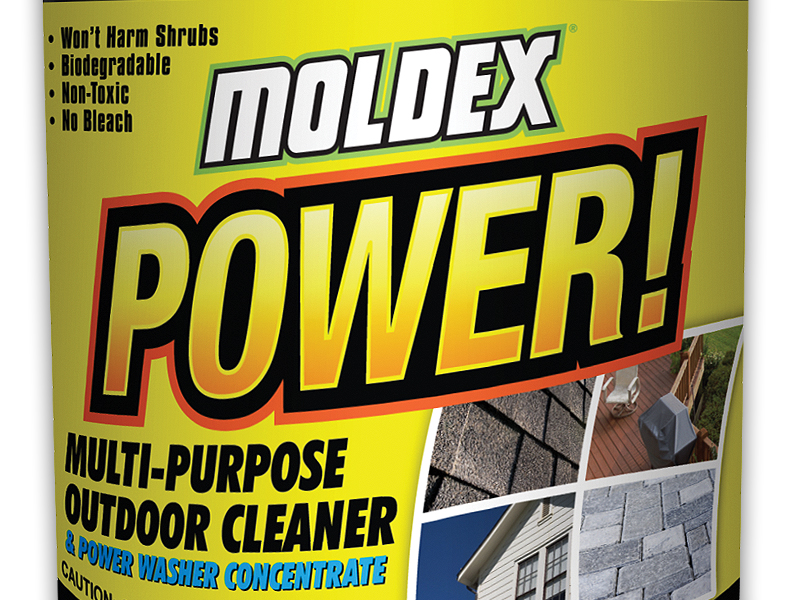 • Won't Harm Shrubs
• Biodegradable
• Non-Toxic
• No Bleach
MOLDEX®
POWER!
MULTI-PURPOSE
OUTDOOR CLEANER
& POWER WASHER CONCENTRATE
CAUTION